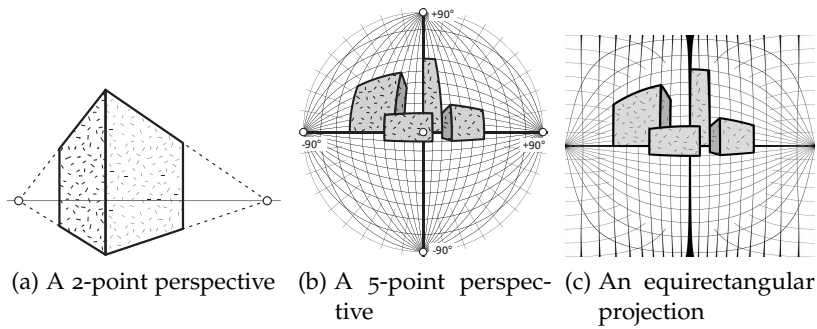 +90°
-90°
+90°
-90°
(a) A 2-point perspective
(b) A 5-point perspec-
tive
(c) An equirectangular
projection